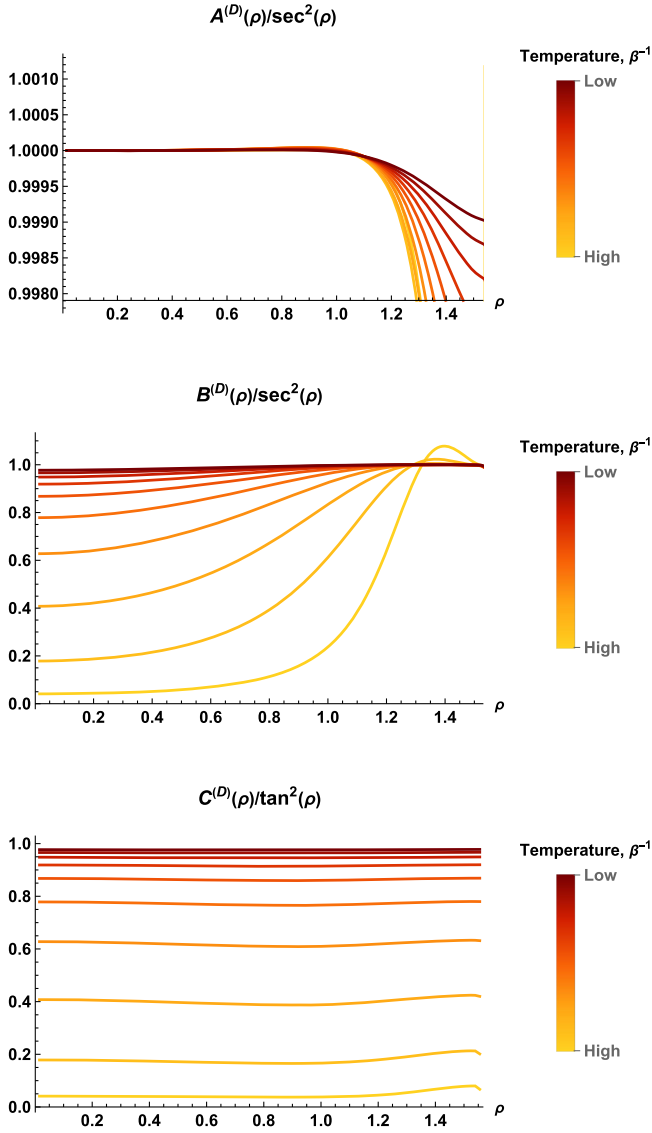 A^(D)(ρ)/sec²(ρ)
Temperature, β⁻¹
Low
High
1.0010
1.0005
1.0000
0.9995
0.9990
0.9985
0.9980
0.2 0.4 0.6 0.8 1.0 1.2 1.4 ρ
B^(D)(ρ)/sec²(ρ)
Temperature, β⁻¹
Low
High
1.0
0.8
0.6
0.4
0.2
0.0
0.2 0.4 0.6 0.8 1.0 1.2 1.4 ρ
C^(D)(ρ)/tan²(ρ)
Temperature, β⁻¹
Low
High
1.0
0.8
0.6
0.4
0.2
0.0
0.2 0.4 0.6 0.8 1.0 1.2 1.4 ρ